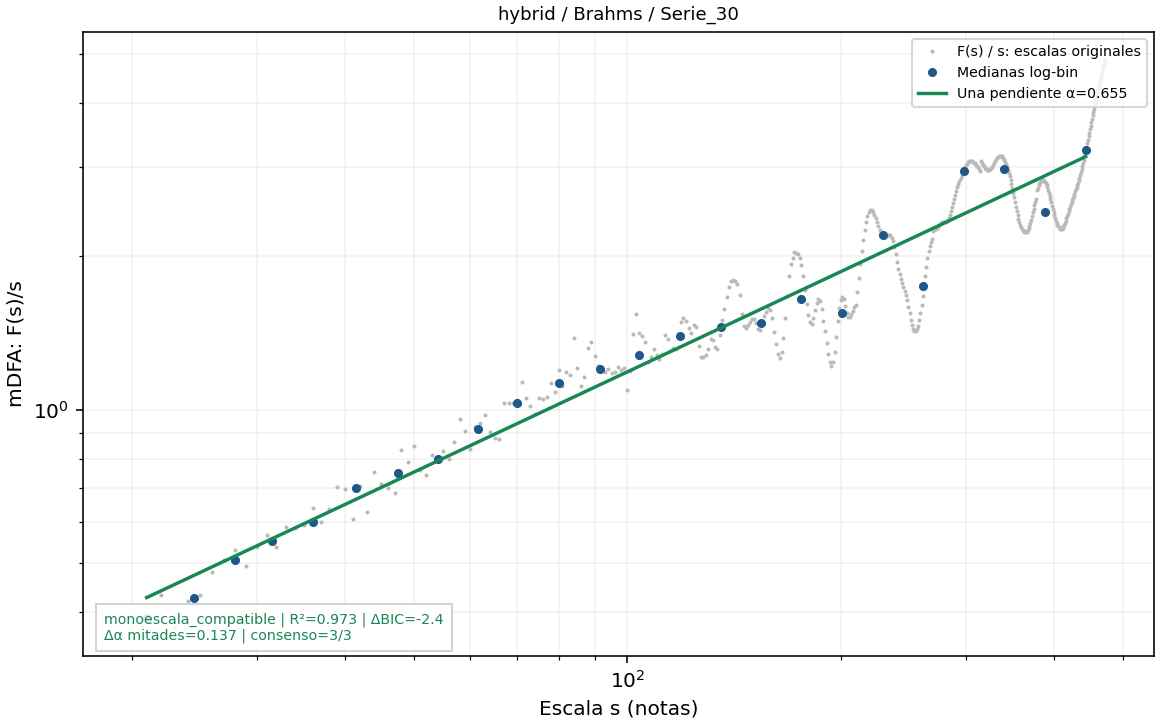 hybrid / Brahms / Serie_30
F(s) / s: escalas originales
Medianas log-bin
Una pendiente α=0.655
mDFA: F(s)/s
10⁰
monoescala_compatible | R²=0.973 | ΔBIC=-2.4
Δα mitades=0.137 | consenso=3/3
10²
Escala s (notas)